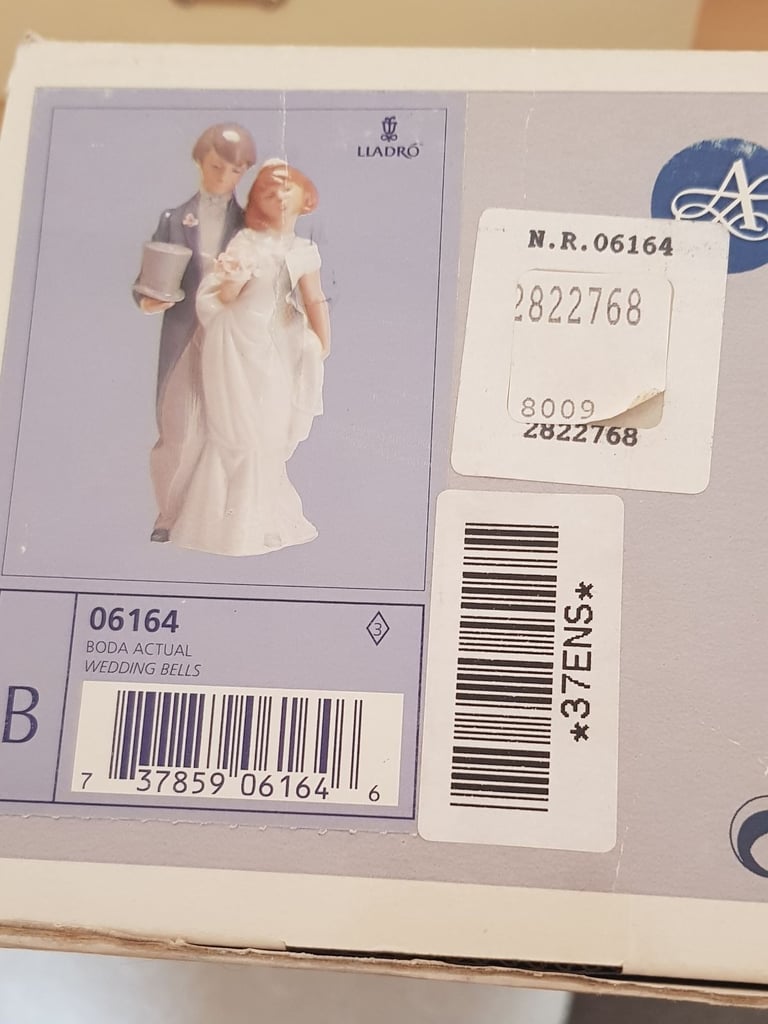 LLADRÓ
A
N.R.06164
2822768
8009
2822768
*37ENS*
B
06164
3
BODA ACTUAL
WEDDING BELLS
7 37859 06164 6